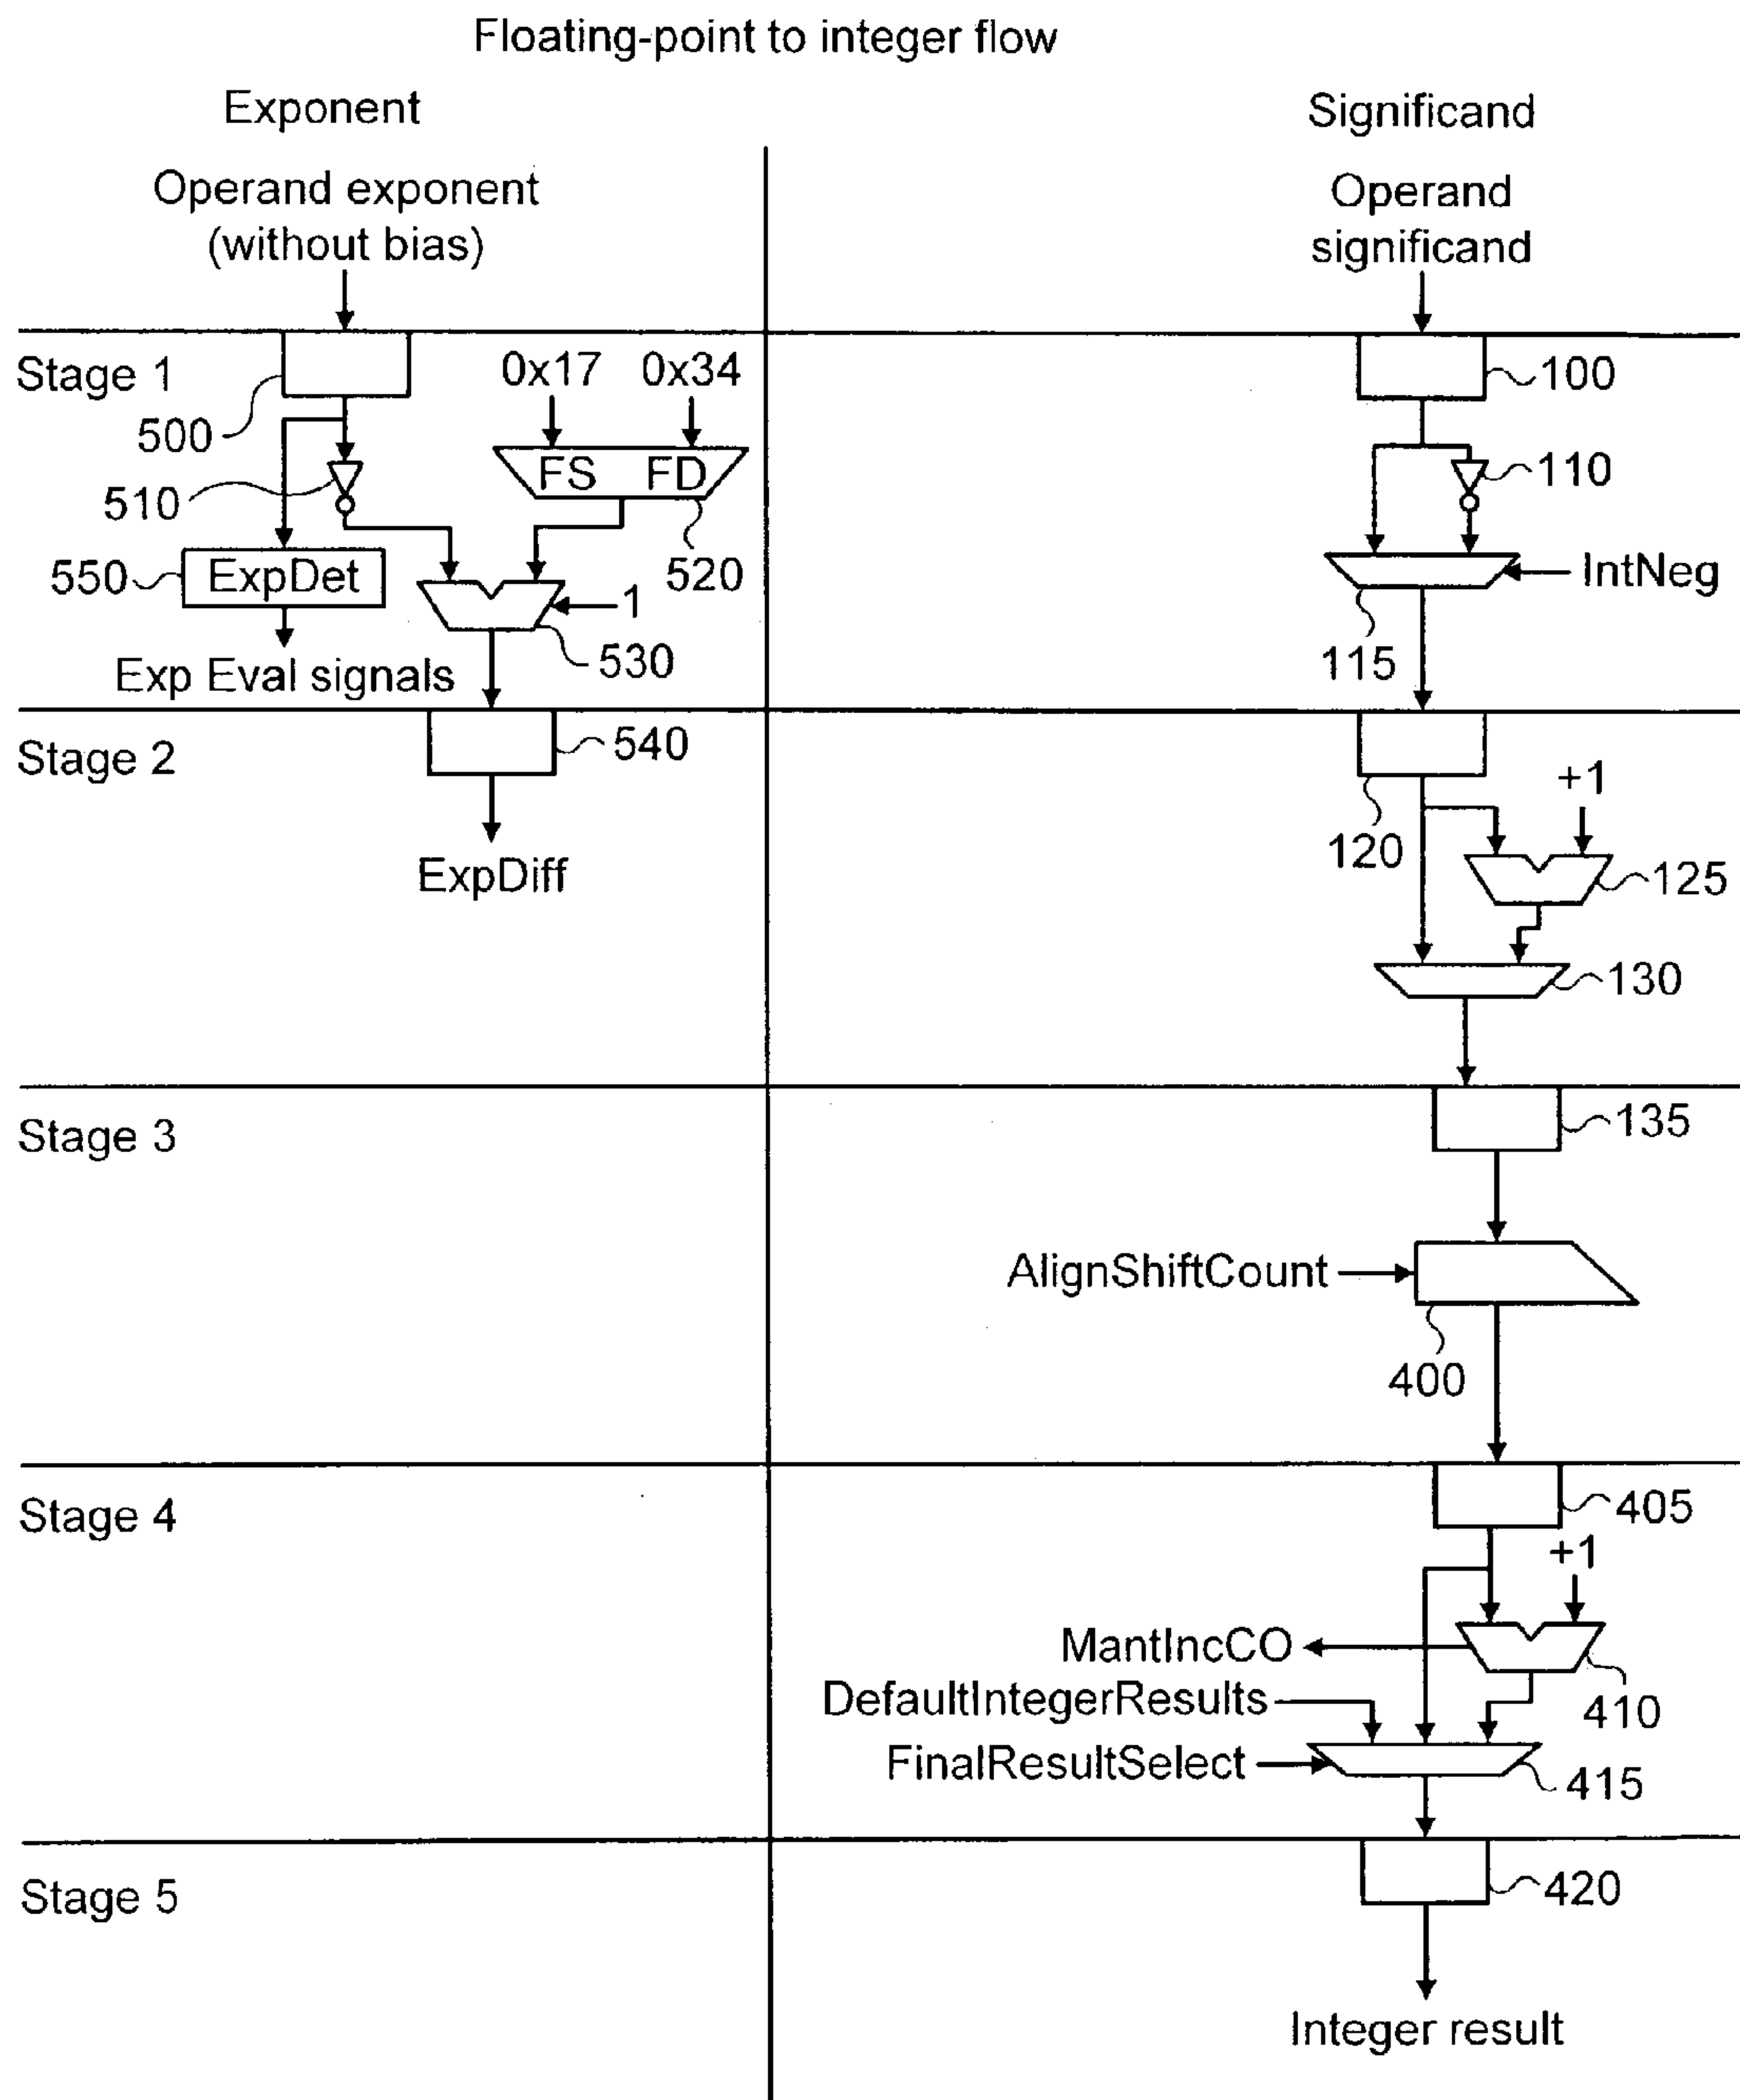 Floating-point to integer flow
Exponent
Significand
Operand exponent
(without bias)
Operand
significand
Stage 1
0x17
0x34
100
500
FS
FD
110
510
550
ExpDet
520
IntNeg
1
530
115
Exp Eval signals
Stage 2
540
+1
120
125
ExpDiff
130
Stage 3
135
AlignShiftCount
400
Stage 4
405
+1
MantIncCO
DefaultIntegerResults
410
FinalResultSelect
415
Stage 5
420
Integer result